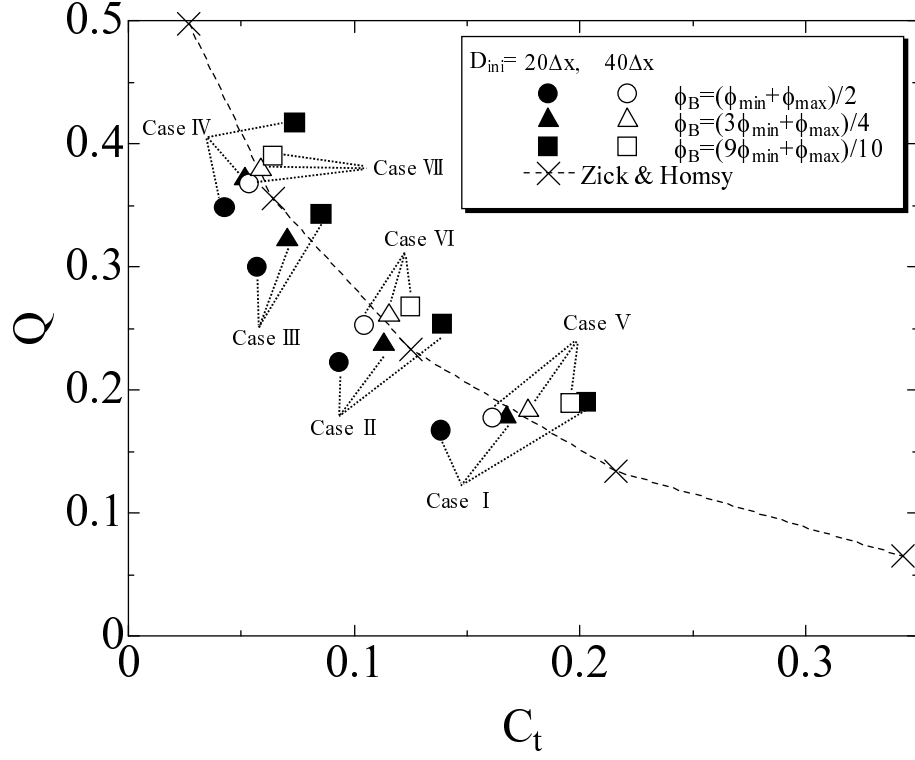 0.5
D_ini= 20Δx, 40Δx
ϕ_B=(ϕ_min+ϕ_max)/2
ϕ_B=(3ϕ_min+ϕ_max)/4
ϕ_B=(9ϕ_min+ϕ_max)/10
Zick & Homsy
Case Ⅳ
0.4
Case Ⅶ
Case Ⅵ
0.3
Case Ⅲ
Case Ⅴ
Q
0.2
Case Ⅱ
Case Ⅰ
0.1
0
0 0.1 0.2 0.3
C_t